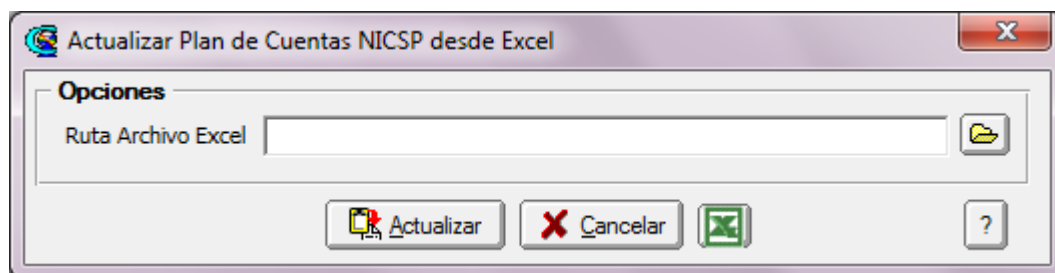 Actualizar Plan de Cuentas NICSP desde Excel
Opciones
Ruta Archivo Excel
Actualizar Cancelar ?